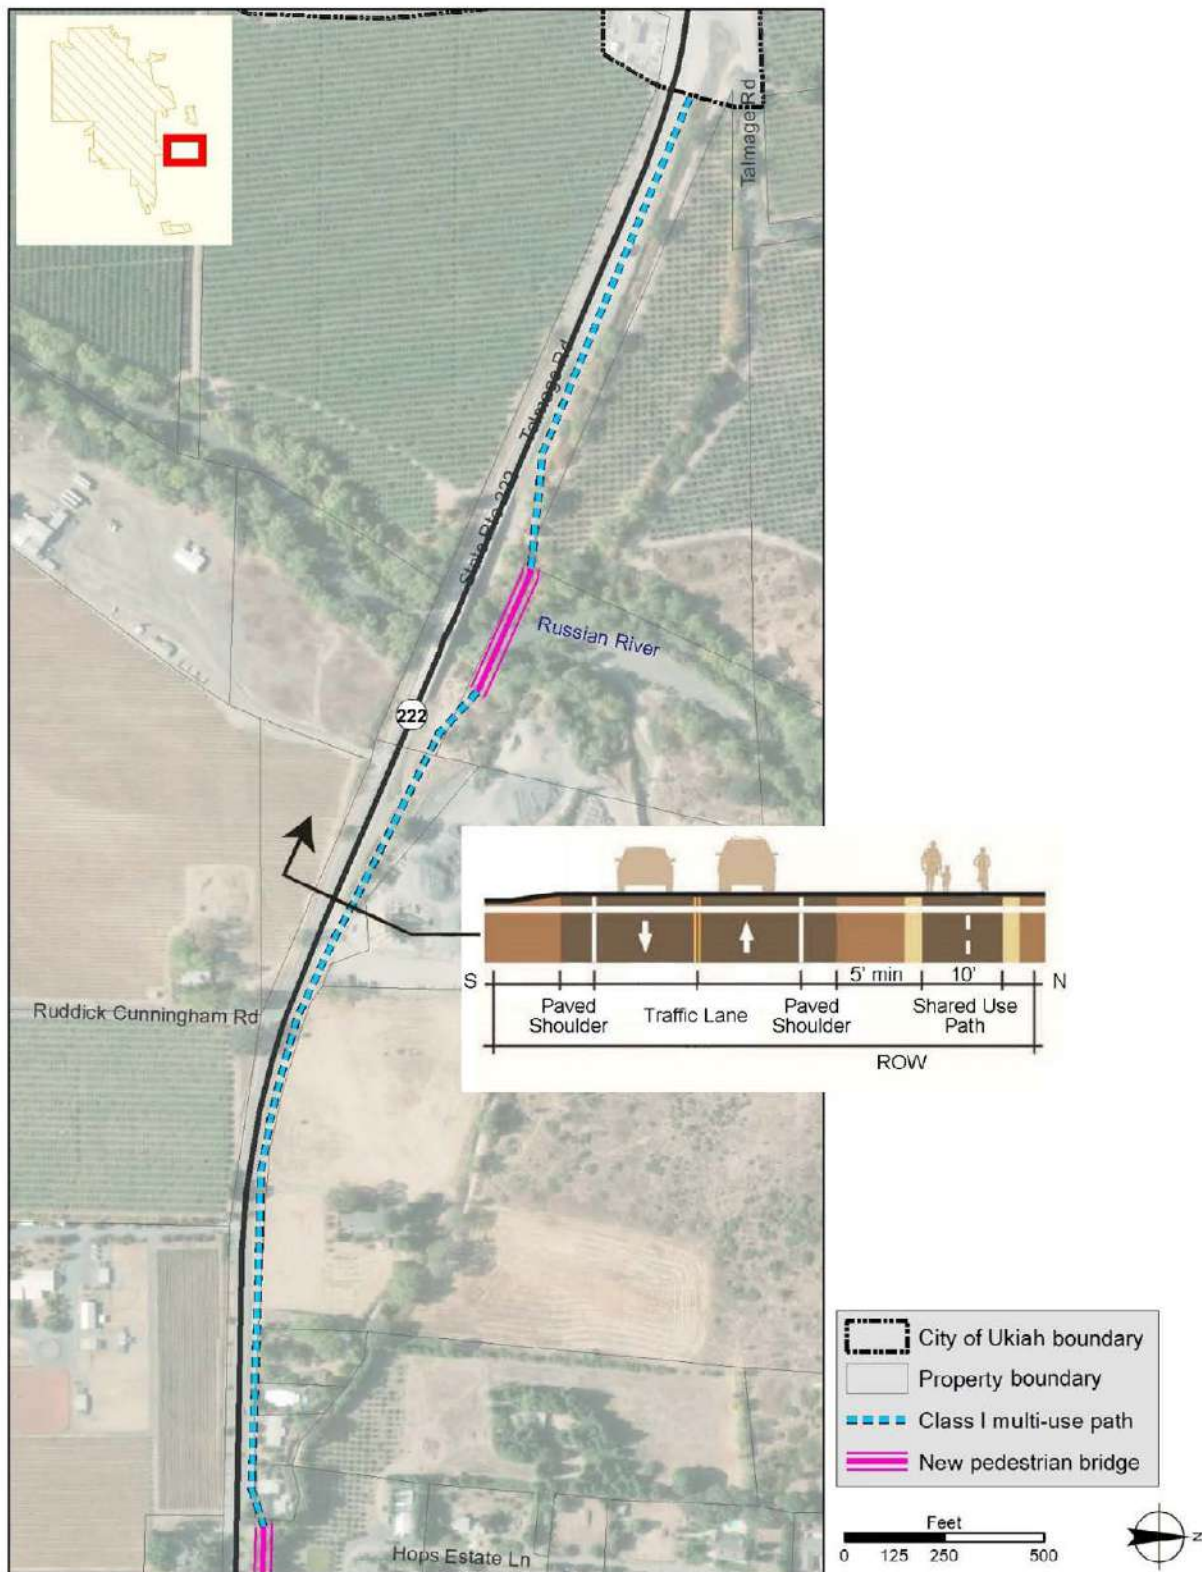 Talmage Rd
State Rte 222 Talmage Rd
Russian River
222
Ruddick Cunningham Rd
S
5' min
10'
N
Paved
Shoulder
Traffic Lane
Paved
Shoulder
Shared Use
Path
ROW
City of Ukiah boundary
Property boundary
Class I multi-use path
New pedestrian bridge
Hops Estate Ln
Feet
0 125 250 500
N